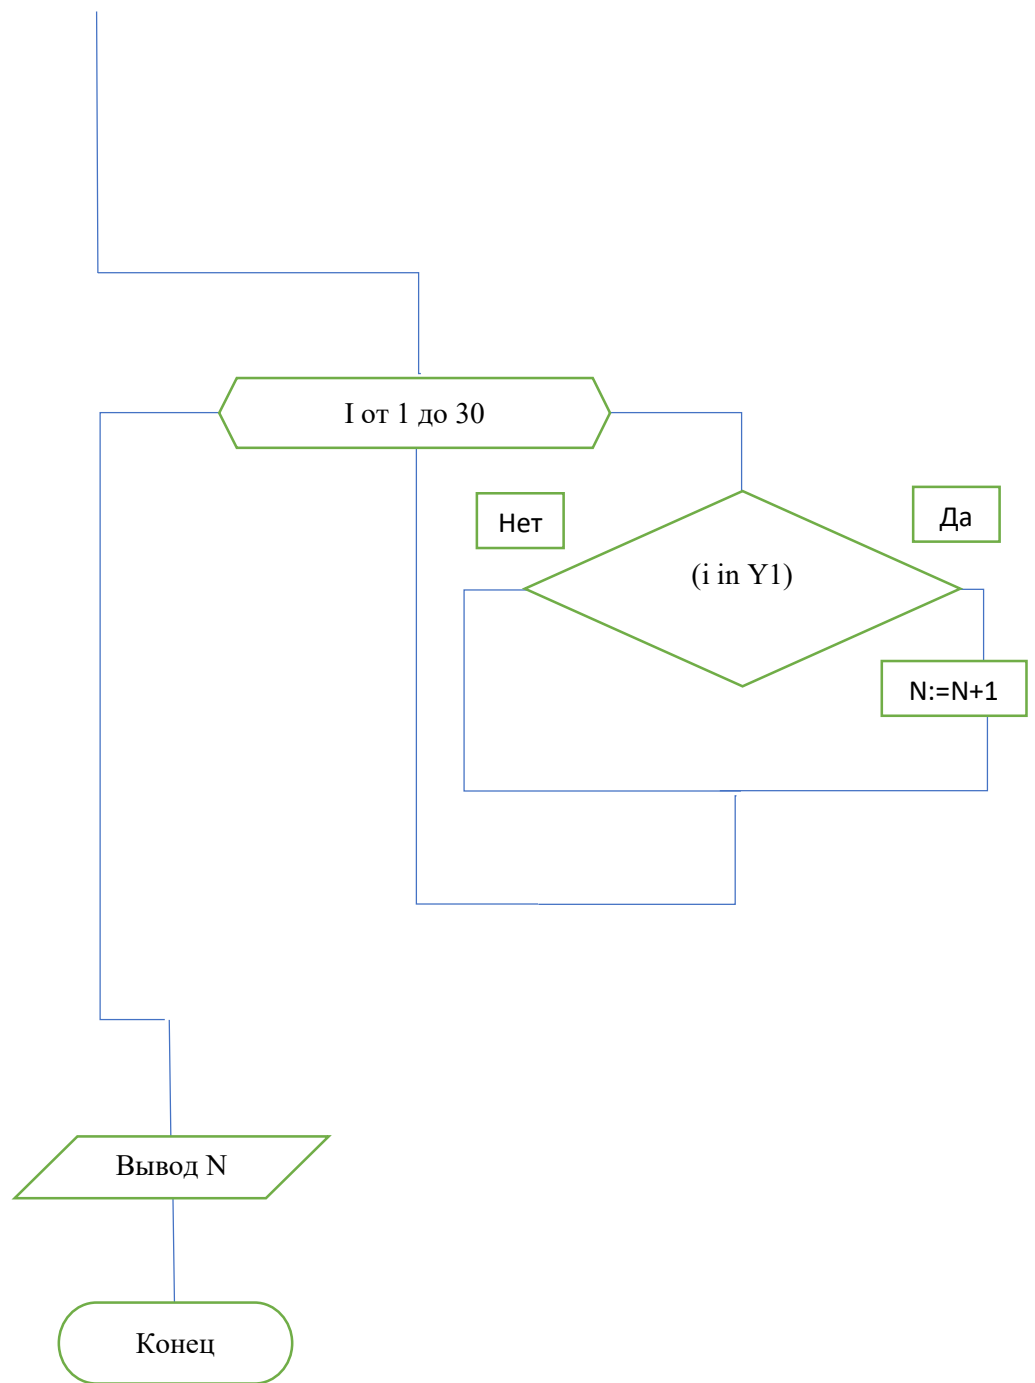 I от 1 до 30
Нет
Да
(i in Y1)
N:=N+1
Вывод N
Конец